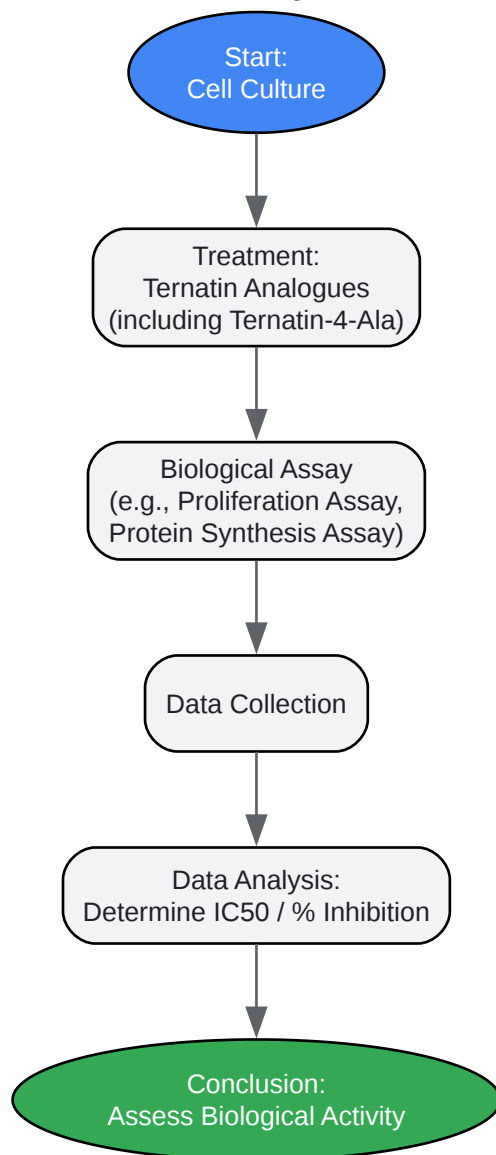 Start:
Cell Culture
Treatment:
Ternatin Analogues
(including Ternatin-4-Ala)
Biological Assay
(e.g., Proliferation Assay,
Protein Synthesis Assay)
Data Collection
Data Analysis:
Determine IC50 / % Inhibition
Conclusion:
Assess Biological Activity